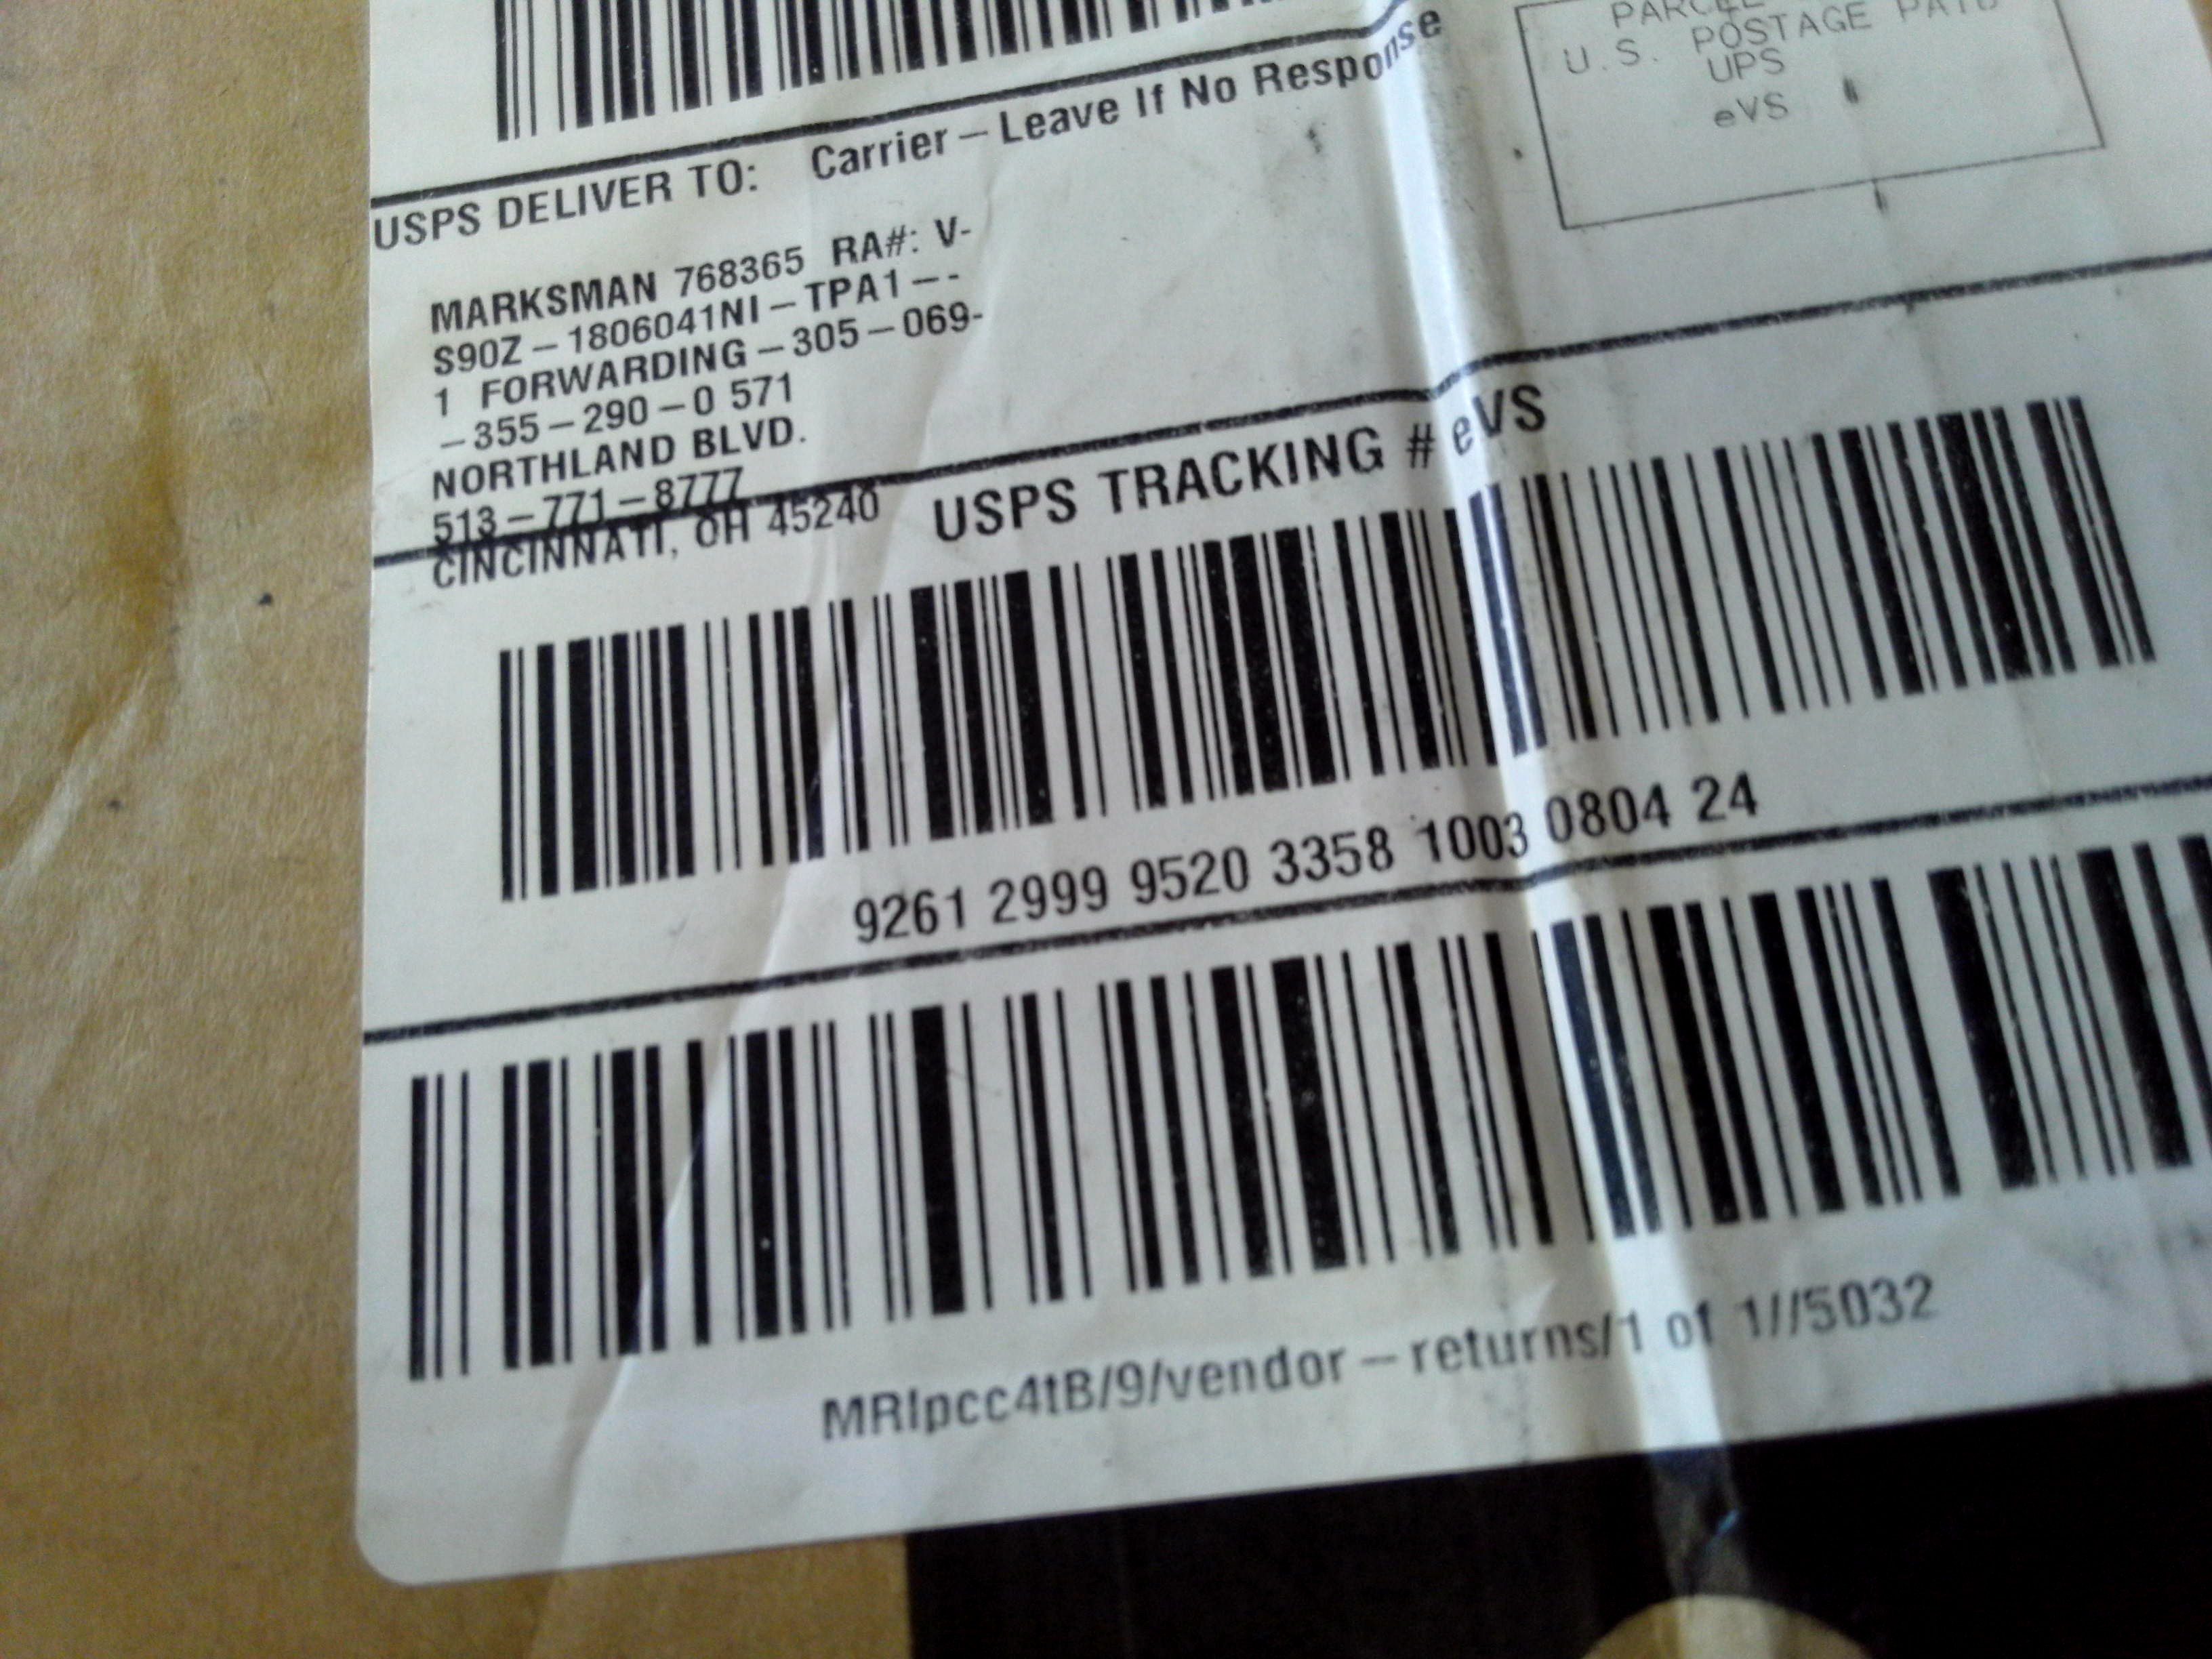 PARCEL
U.S. POSTAGE PAID
UPS
eVS
USPS DELIVER TO: Carrier – Leave If No Response
MARKSMAN 768365 RA#: V-
S90Z – 1806041NI – TPA1 – -
1 FORWARDING – 305 – 069-
– 355 – 290 – 0 571
NORTHLAND BLVD.
513 – 771 – 8777
CINCINNATI, OH 45240
USPS TRACKING # eVS
9261 2999 9520 3358 1003 0804 24
MRIpcc4tB/9/vendor – returns/1 of 1//5032